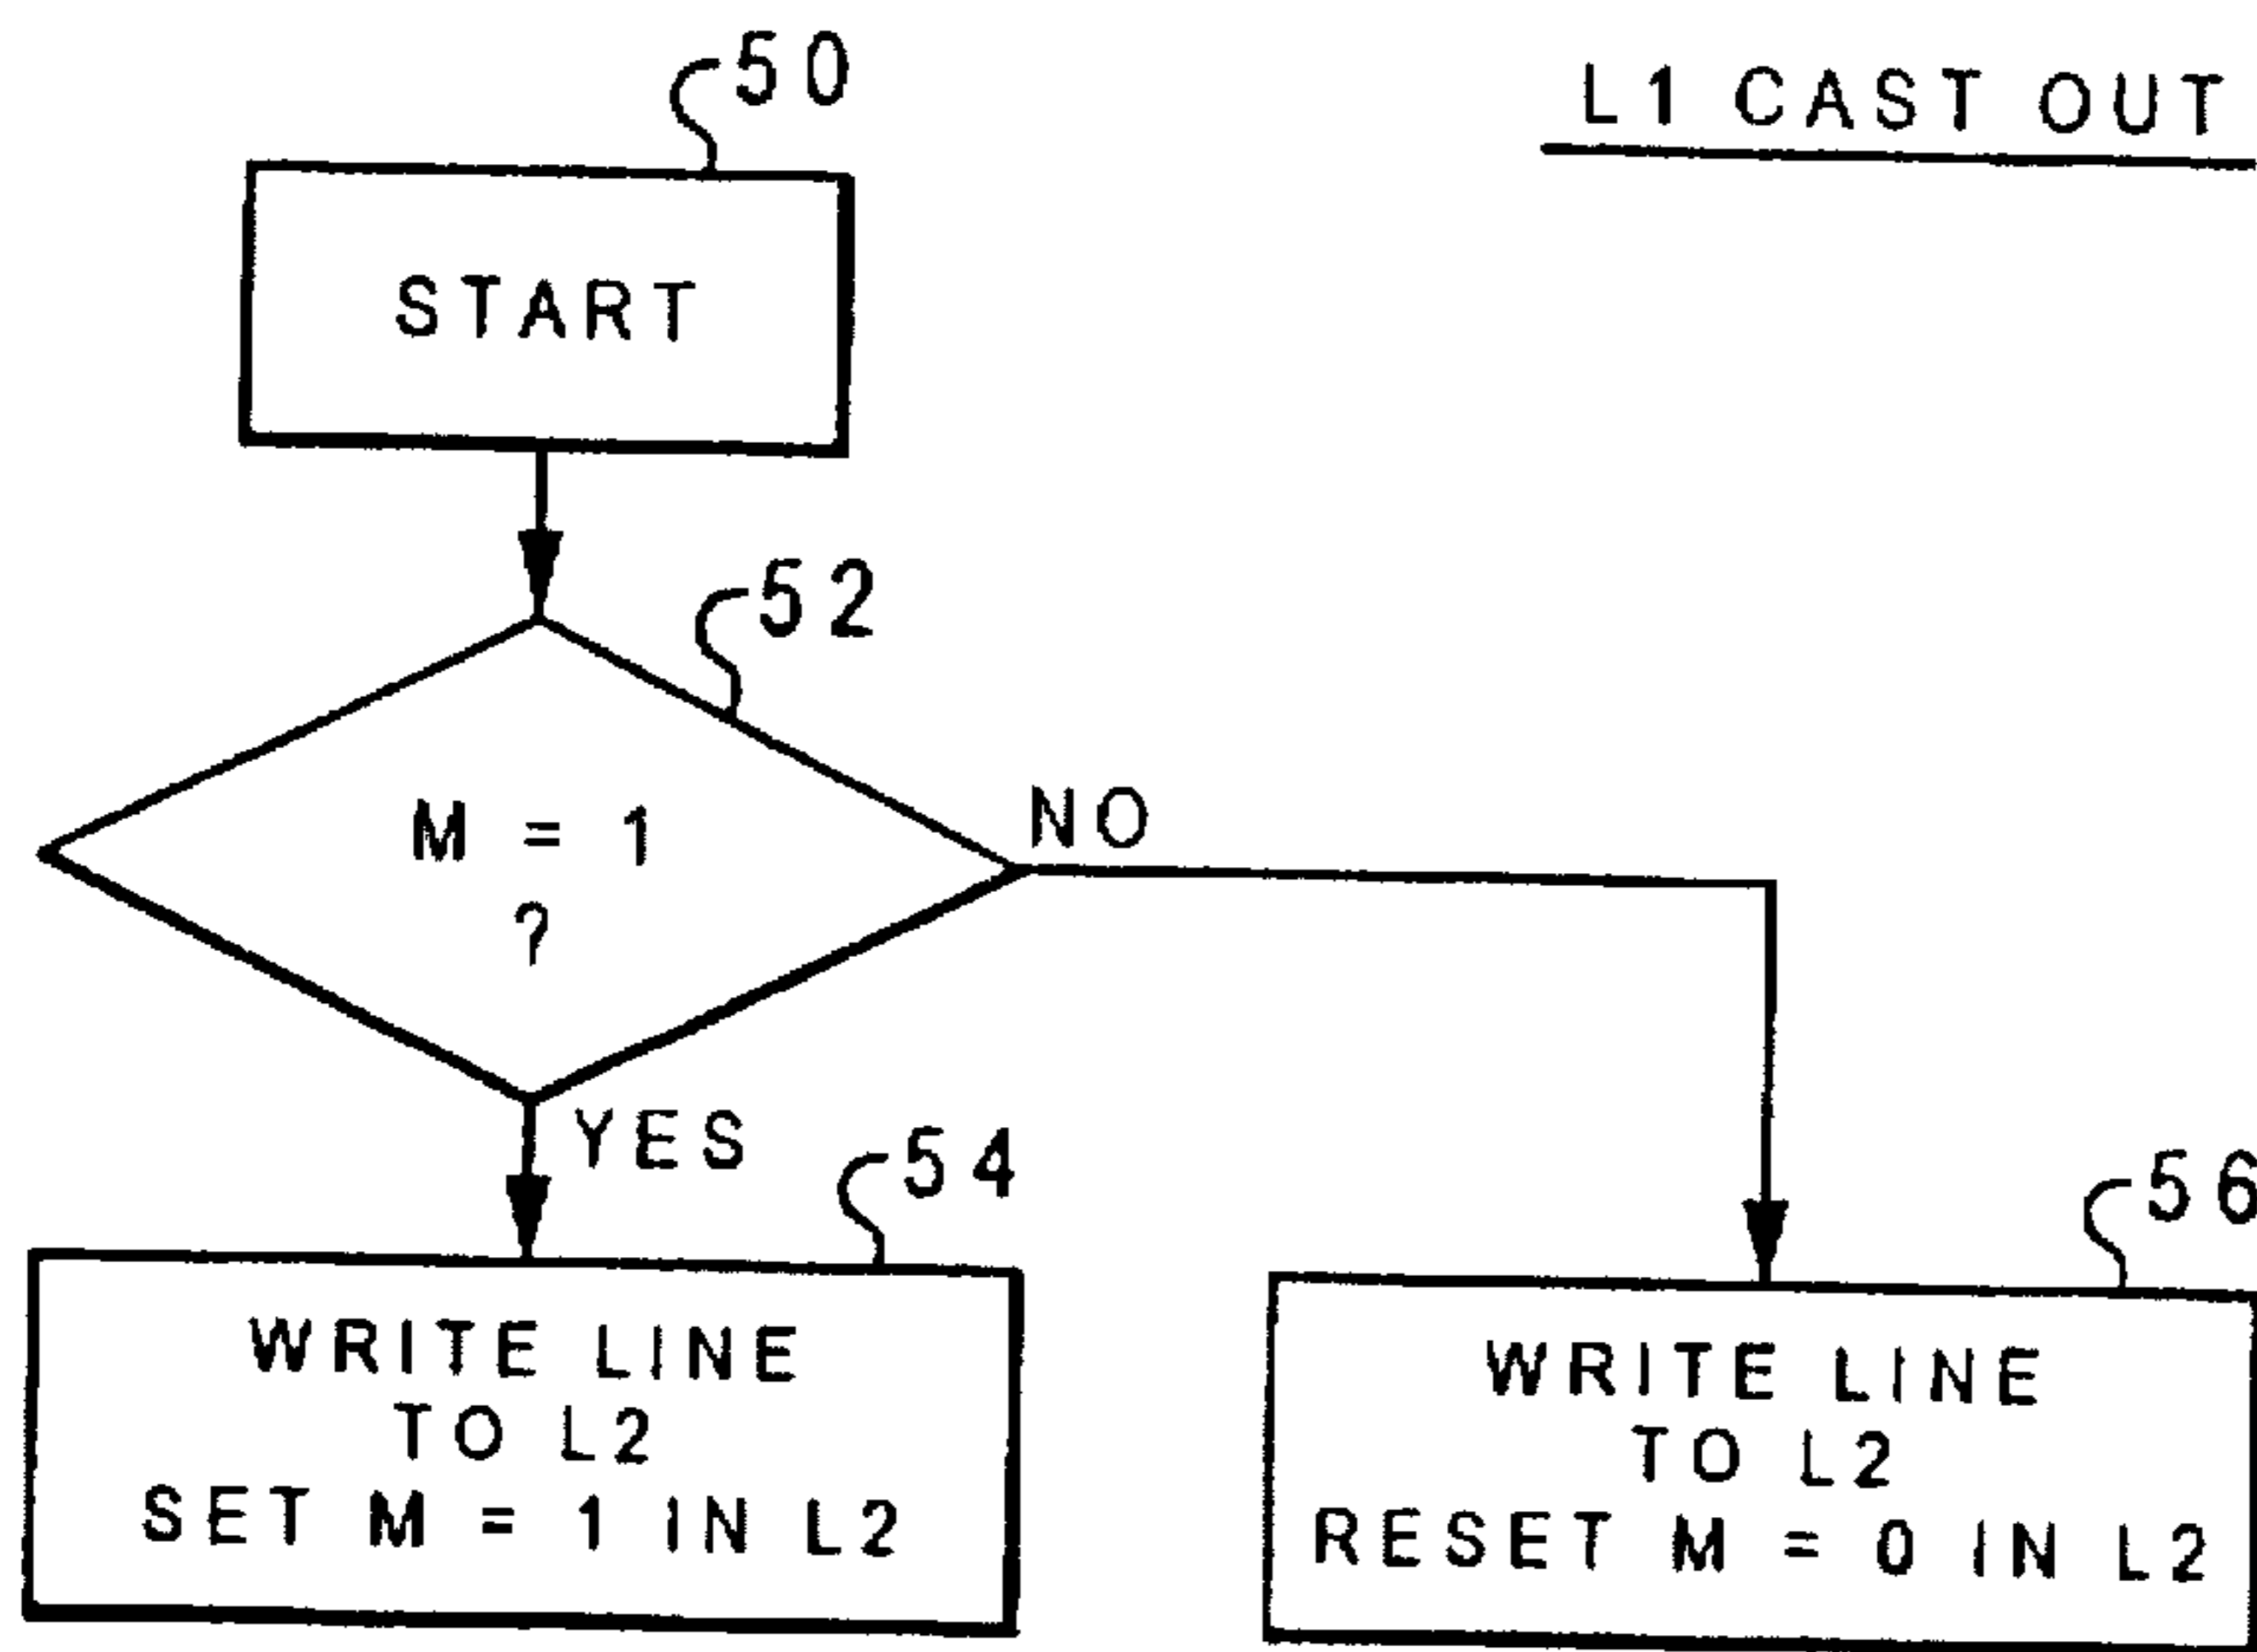 50
L1 CAST OUT
START
52
M = 1
?
NO
YES
54
56
WRITE LINE
TO L2
SET M = 1 IN L2
WRITE LINE
TO L2
RESET M = 0 IN L2